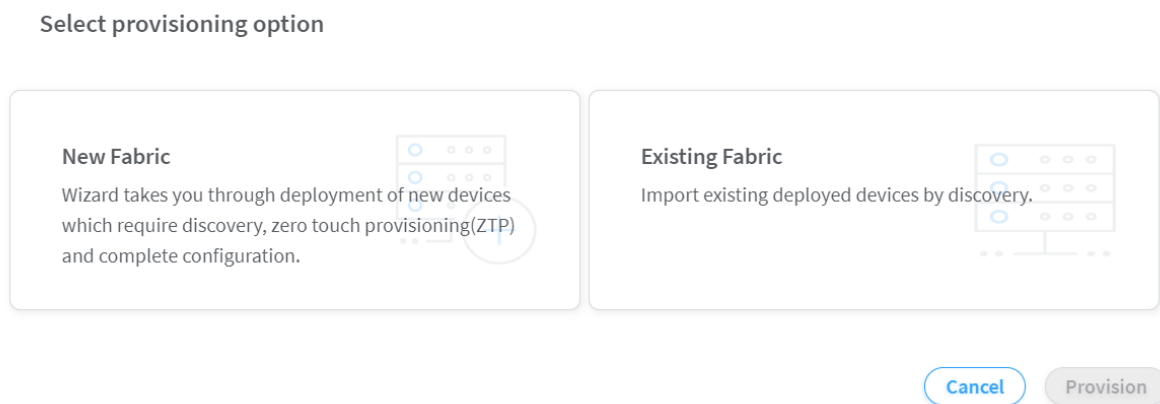 Select provisioning option
New Fabric
Wizard takes you through deployment of new devices
which require discovery, zero touch provisioning(ZTP)
and complete configuration.
Existing Fabric
Import existing deployed devices by discovery.
Cancel
Provision